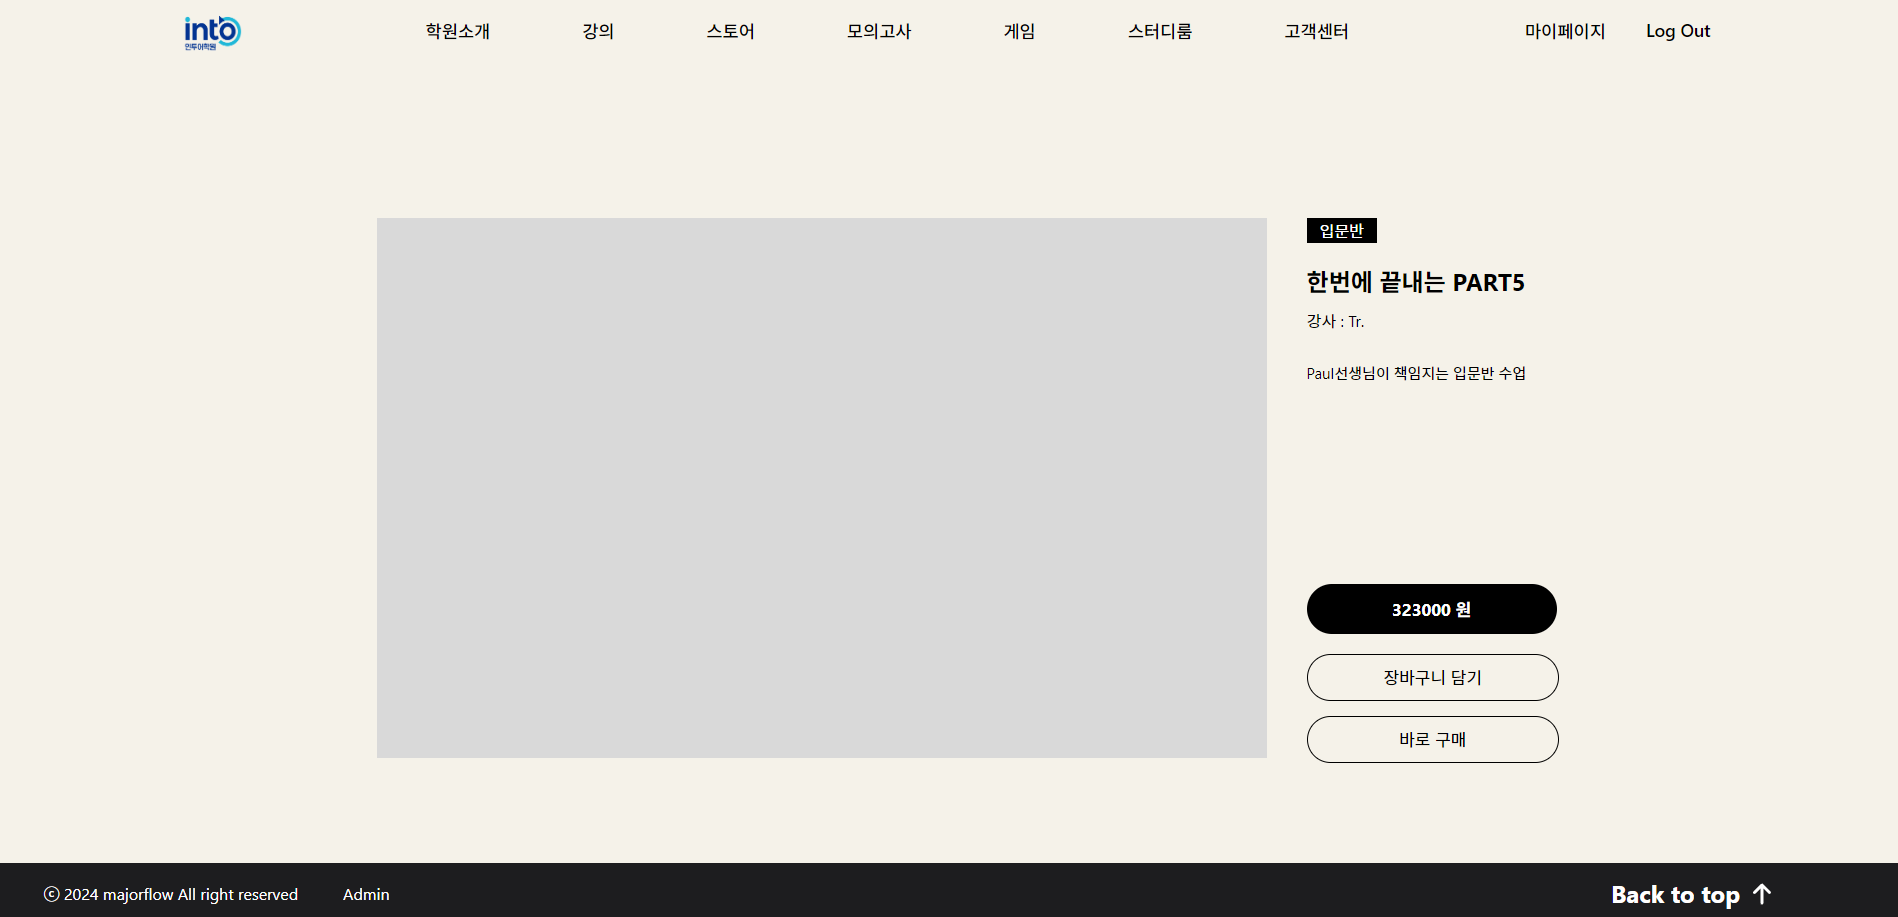 into
인투어학원
학원소개 강의 스토어 모의고사 게임 스터디룸 고객센터 마이페이지 Log Out
입문반
한번에 끝내는 PART5
강사 : Tr.
Paul선생님이 책임지는 입문반 수업
323000 원
장바구니 담기
바로 구매
ⓒ 2024 majorflow All right reserved Admin Back to top ↑